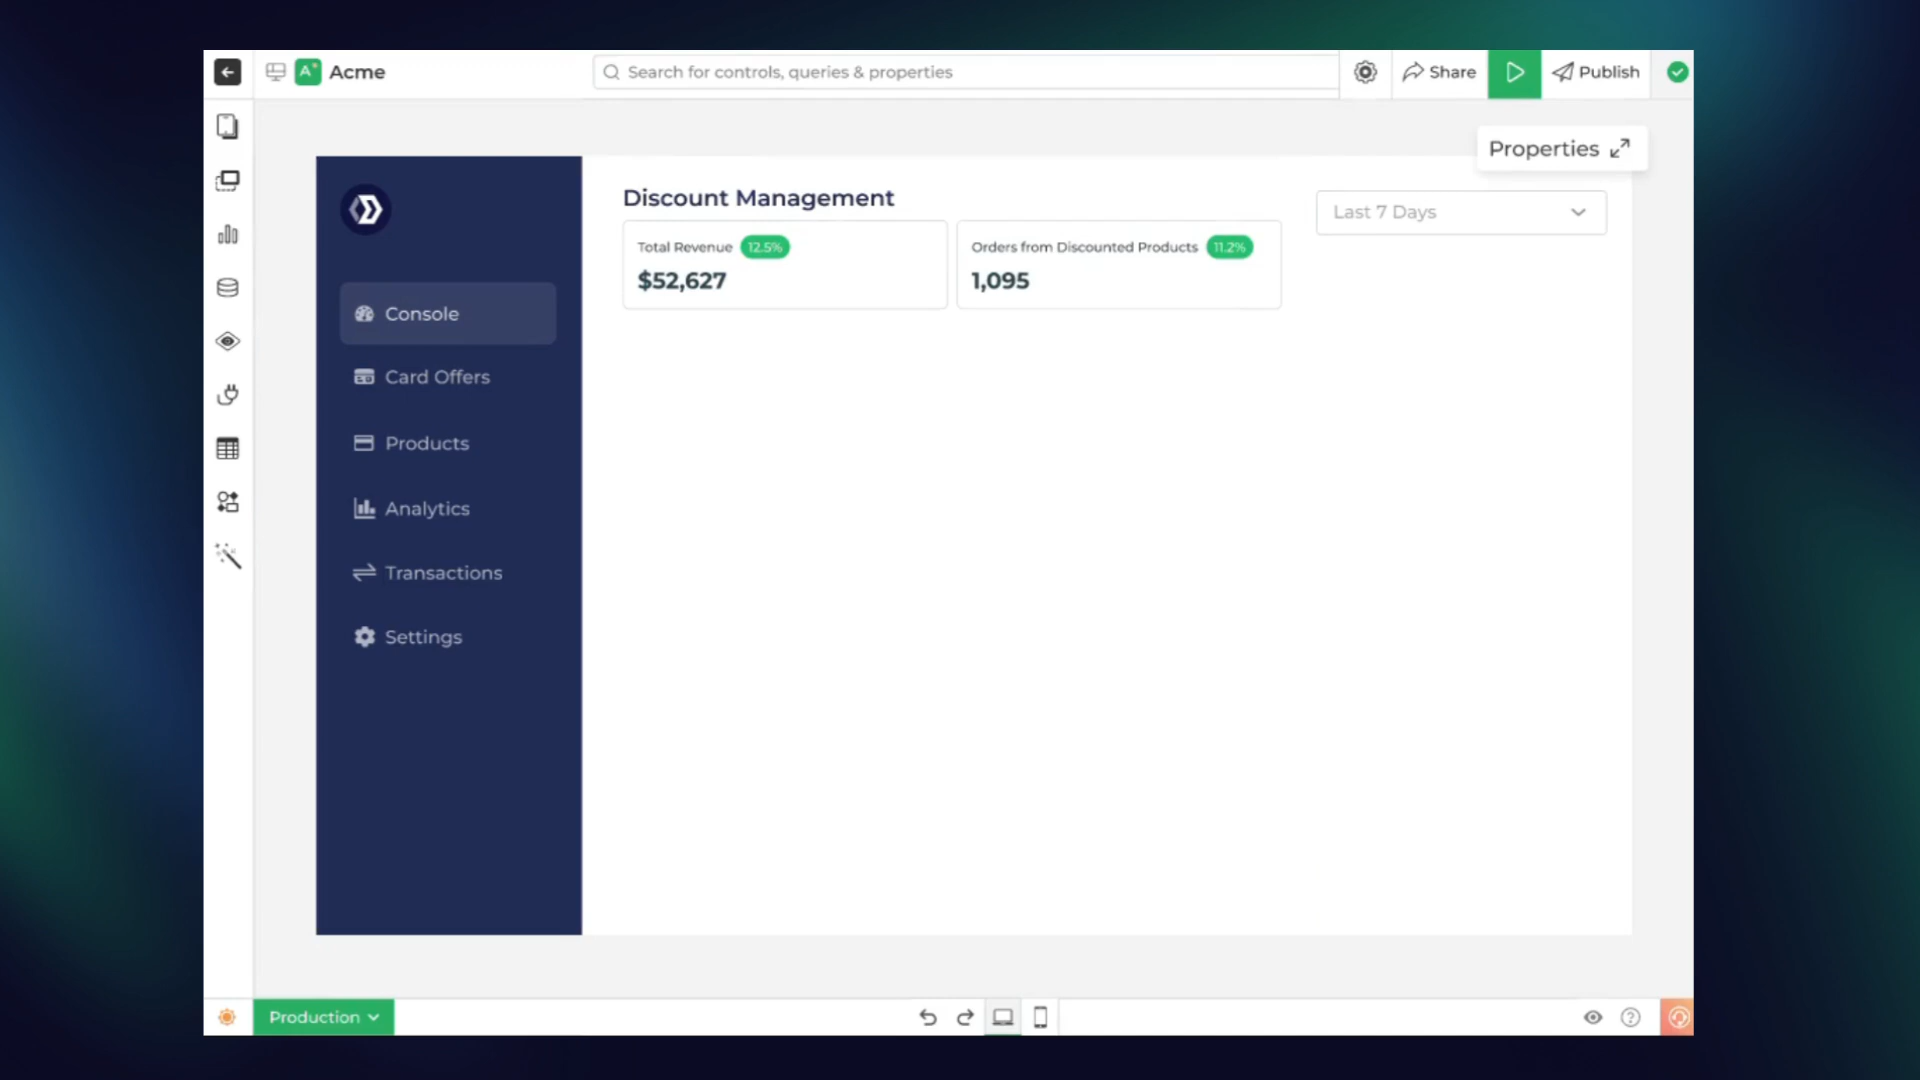 Acme
Search for controls, queries & properties
Share
Publish
Properties
Discount Management
Last 7 Days
Total Revenue 12.5%
$52,627
Orders from Discounted Products 11.2%
1,095
Console
Card Offers
Products
Analytics
Transactions
Settings
Production